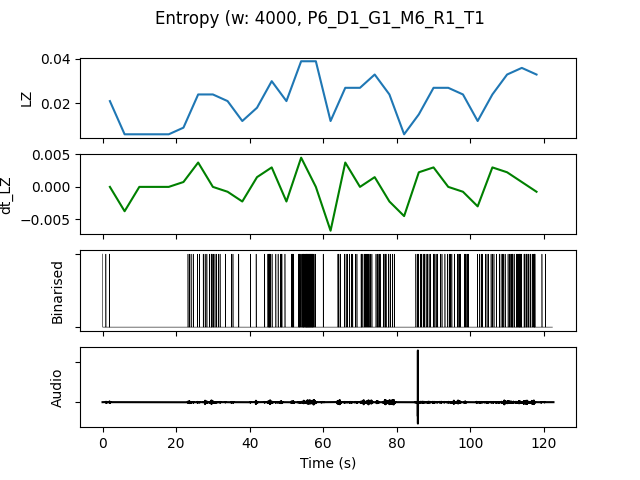 Entropy (w: 4000, P6_D1_G1_M6_R1_T1
0.04
0.02
LZ
0.005
0.000
−0.005
dt_LZ
Binarised
Audio
0 20 40 60 80 100 120
Time (s)